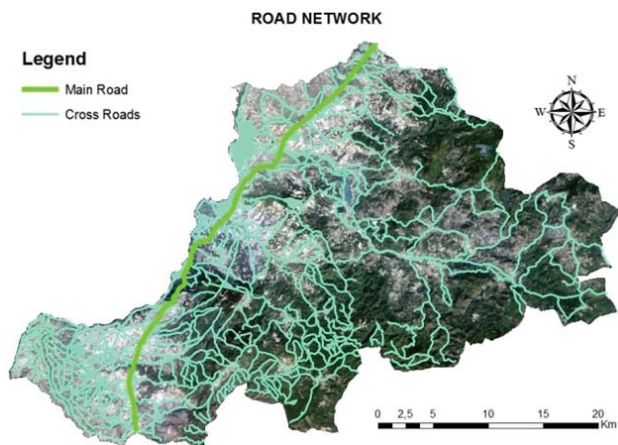 ROAD NETWORK
Legend
Main Road
Cross Roads
N
W E
S
0 2,5 5 10 15 20
Km